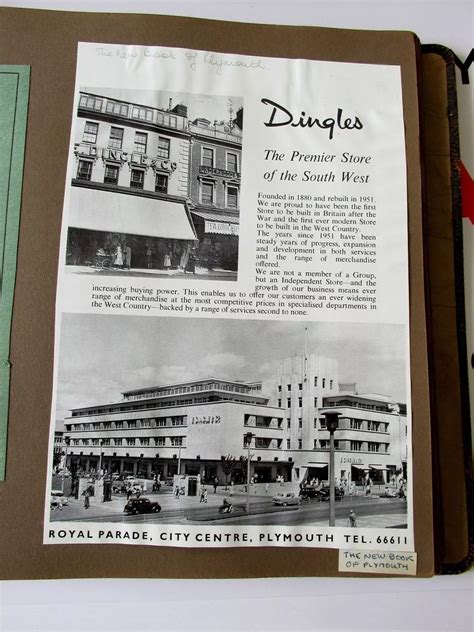 The New Book of Plymouth
Dingles
The Premier Store
of the South West
Founded in 1880 and rebuilt in 1951.
We are proud to have been the first
Store to be built in Britain after the
War and the first ever modern Store
to be built in the West Country.
The years since 1951 have been
steady years of progress, expansion
and development in both services
and the range of merchandise
offered.
We are not a member of a Group,
but an Independent Store—and the
growth of our business means ever
increasing buying power. This enables us to offer our customers an ever widening
range of merchandise at the most competitive prices in specialised departments in
the West Country—backed by a range of services second to none.
ROYAL PARADE, CITY CENTRE, PLYMOUTH TEL. 66611
THE NEW BOOK
OF PLYMOUTH